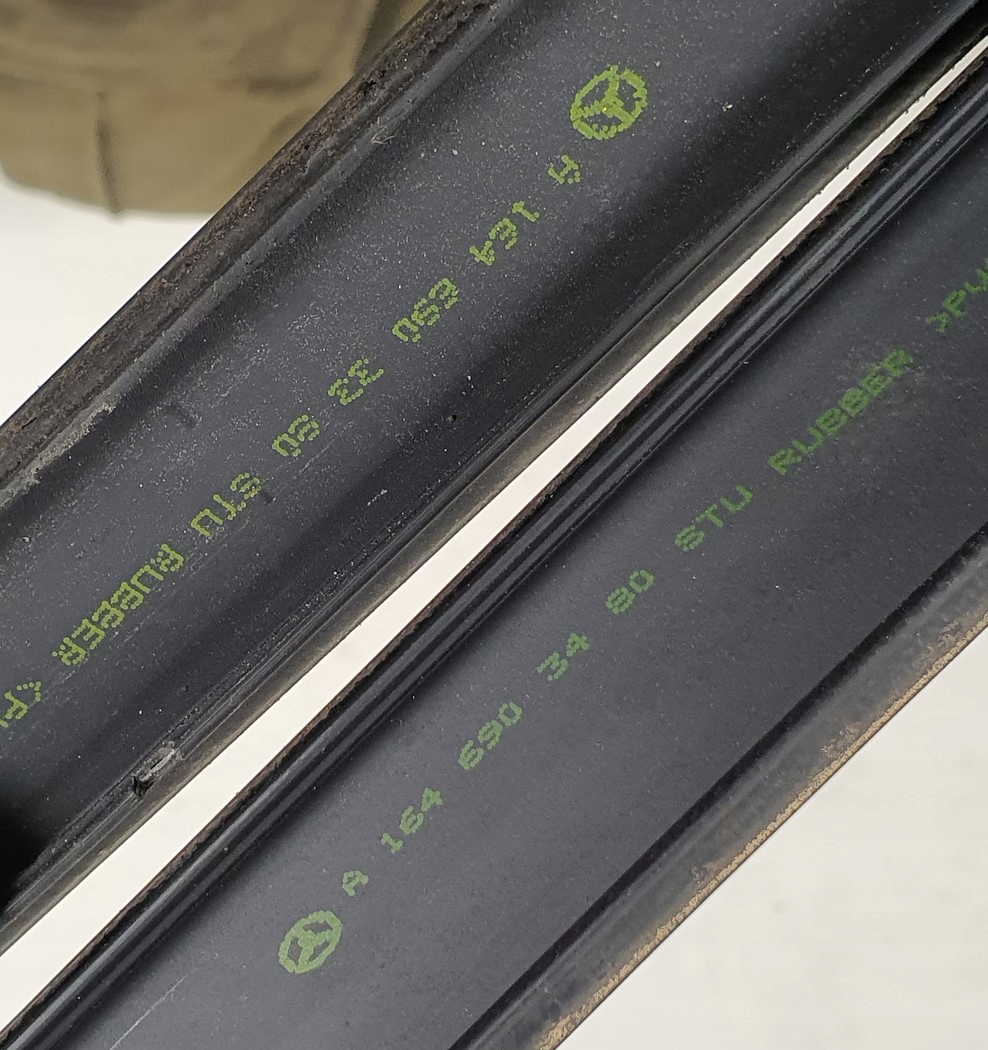 A 164 690 33 80 STU RUBBER >P
A 164 690 34 80 STU RUBBER >P